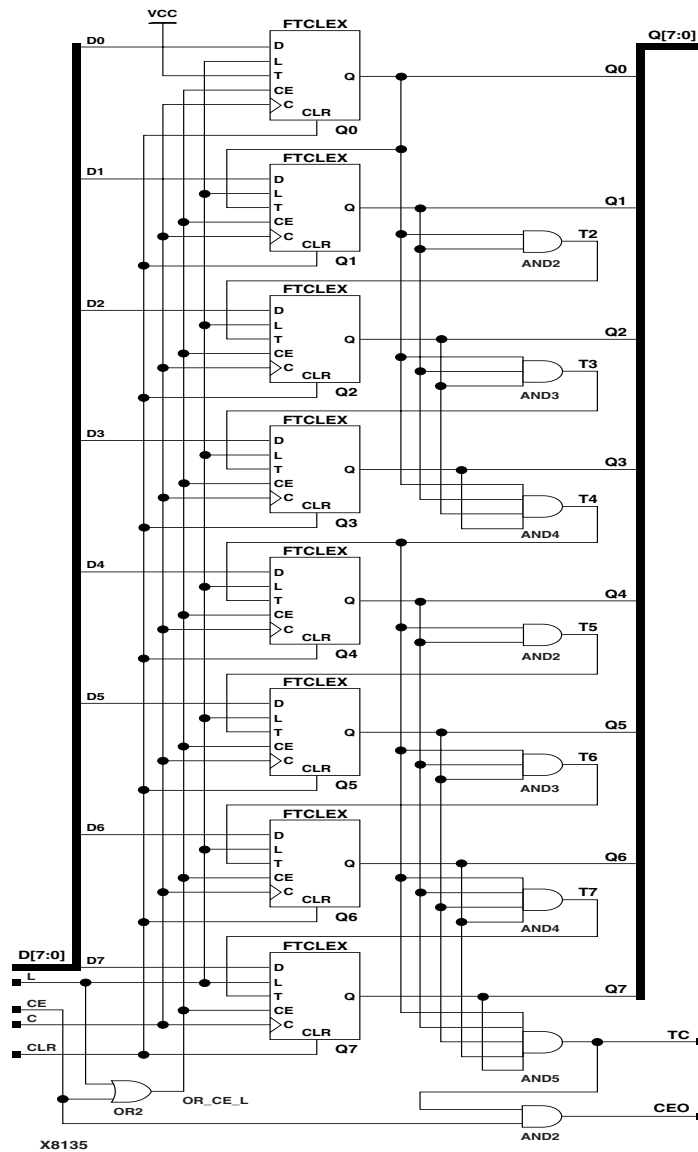 VCC
D0
FTCLEX
Q[7:0]
D
L
T
CE
C
CLR
Q
Q0
Q0
D1
FTCLEX
D
L
T
CE
C
CLR
Q
Q1
Q1
T2
AND2
D2
FTCLEX
D
L
T
CE
C
CLR
Q
Q2
Q2
T3
AND3
D3
FTCLEX
D
L
T
CE
C
CLR
Q
Q3
Q3
T4
AND4
D4
FTCLEX
D
L
T
CE
C
CLR
Q
Q4
Q4
T5
AND2
D5
FTCLEX
D
L
T
CE
C
CLR
Q
Q5
Q5
T6
AND3
D6
FTCLEX
D
L
T
CE
C
CLR
Q
Q6
Q6
T7
AND4
D[7:0]
D7
FTCLEX
D
L
T
CE
C
CLR
Q
Q7
Q7
L
CE
C
CLR
AND5
TC
OR2
OR_CE_L
AND2
CEO
X8135